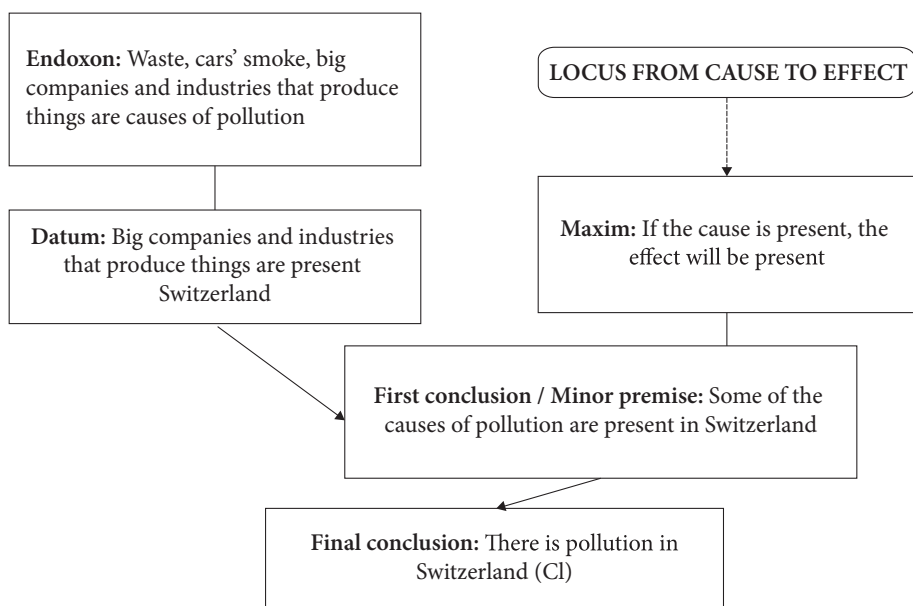 Endoxon: Waste, cars’ smoke, big
companies and industries that produce
things are causes of pollution
LOCUS FROM CAUSE TO EFFECT
Datum: Big companies and industries
that produce things are present
Switzerland
Maxim: If the cause is present, the
effect will be present
First conclusion / Minor premise: Some of the
causes of pollution are present in Switzerland
Final conclusion: There is pollution in
Switzerland (Cl)